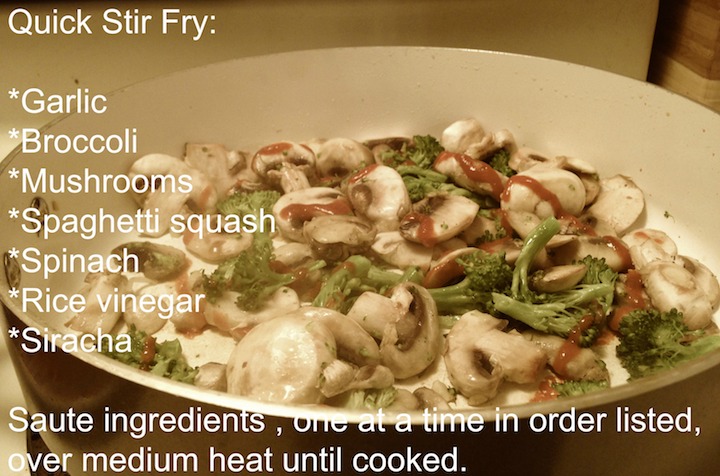 Quick Stir Fry:
*Garlic
*Broccoli
*Mushrooms
*Spaghetti squash
*Spinach
*Rice vinegar
*Siracha
Saute ingredients , one at a time in order listed,
over medium heat until cooked.